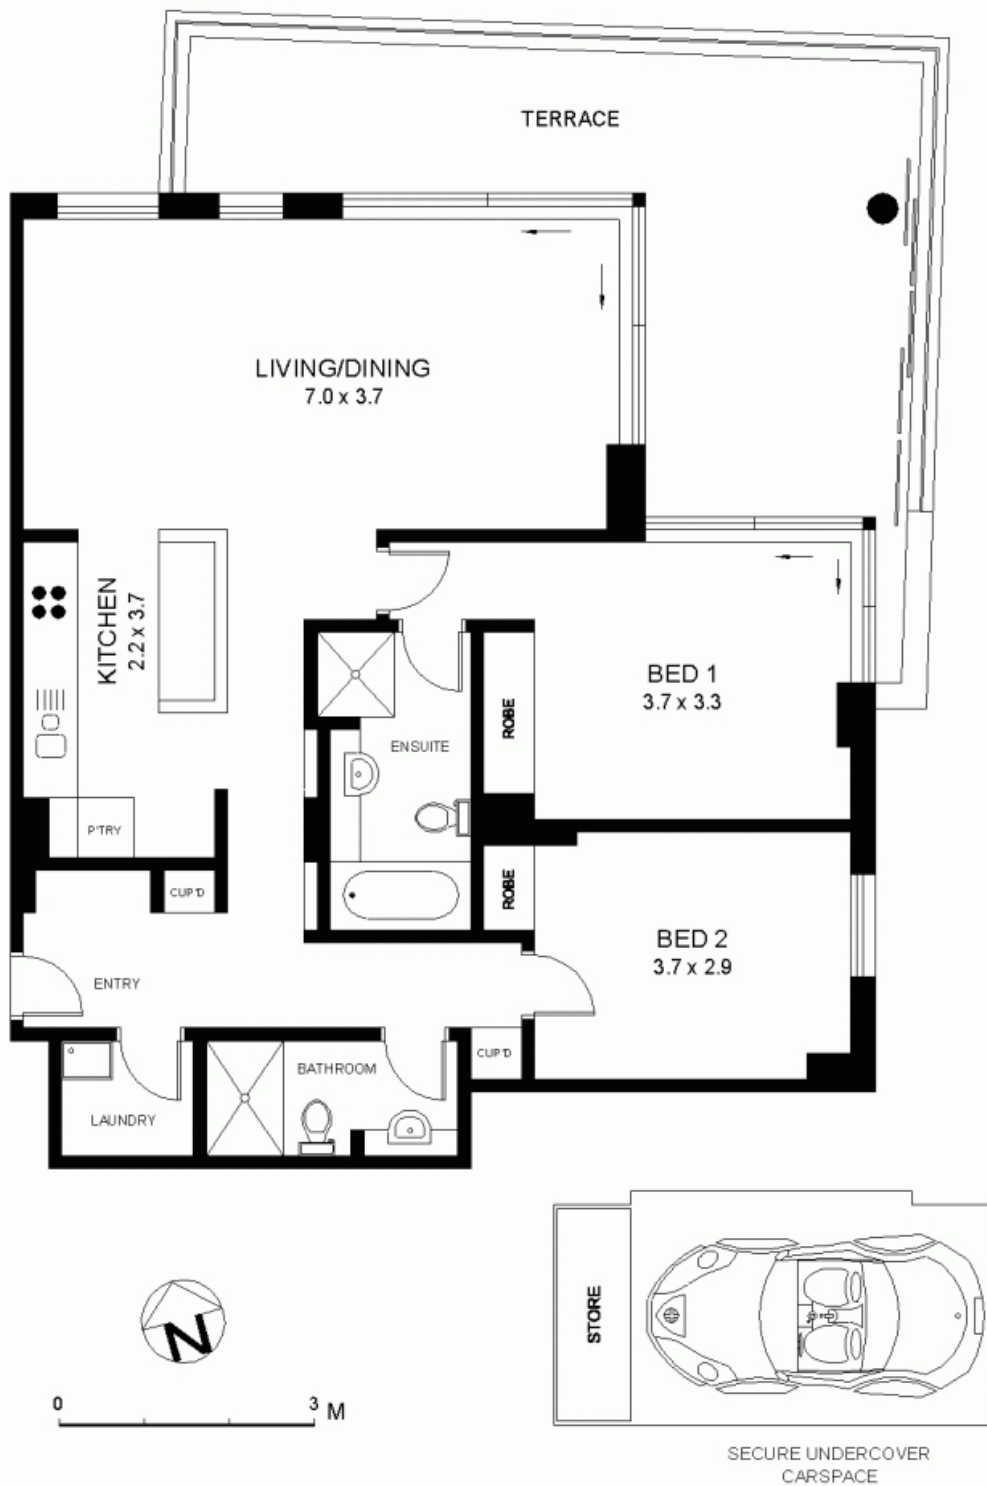 TERRACE
LIVING/DINING
7.0 x 3.7
KITCHEN
2.2 x 3.7
BED 1
3.7 x 3.3
ROBE
ENSUITE
P'TRY
CUP'D
ROBE
BED 2
3.7 x 2.9
ENTRY
CUP'D
BATHROOM
LAUNDRY
STORE
N
0
3 M
SECURE UNDERCOVER
CARSPACE